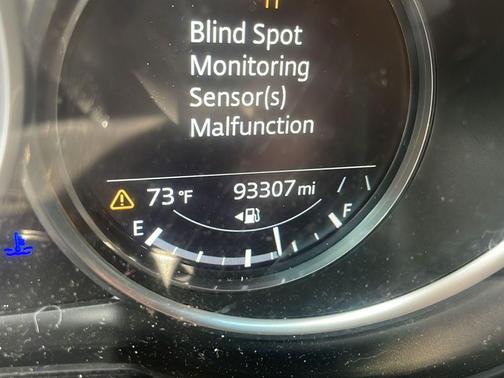 Blind Spot
Monitoring
Sensor(s)
Malfunction
73°F 93307 mi
E F